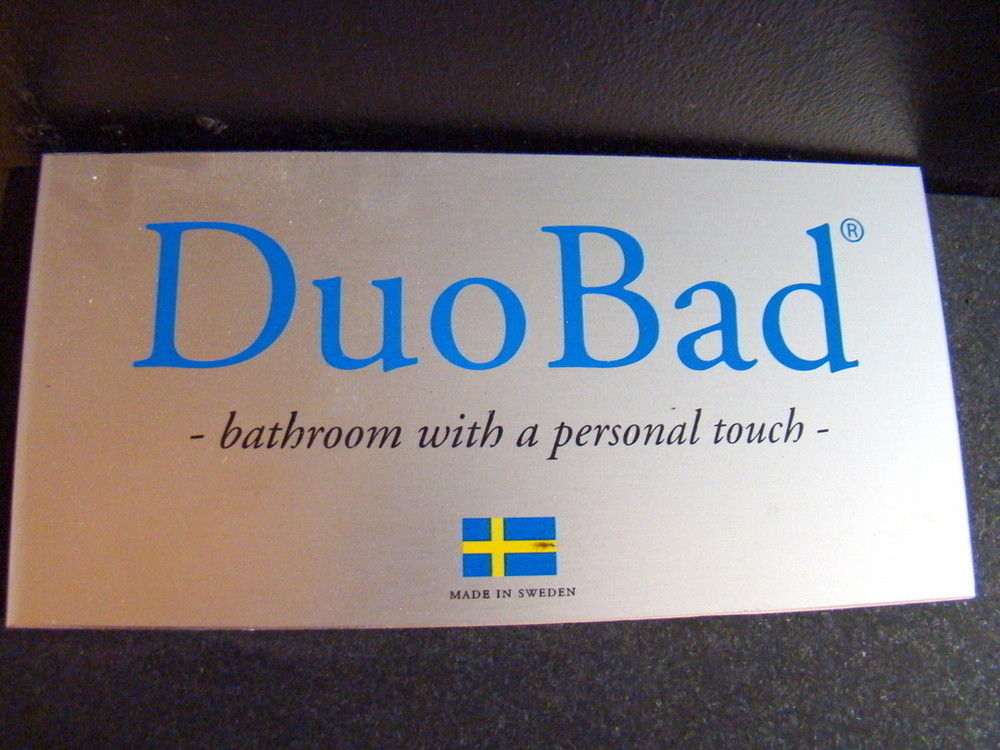 DuoBad®
- bathroom with a personal touch -
MADE IN SWEDEN